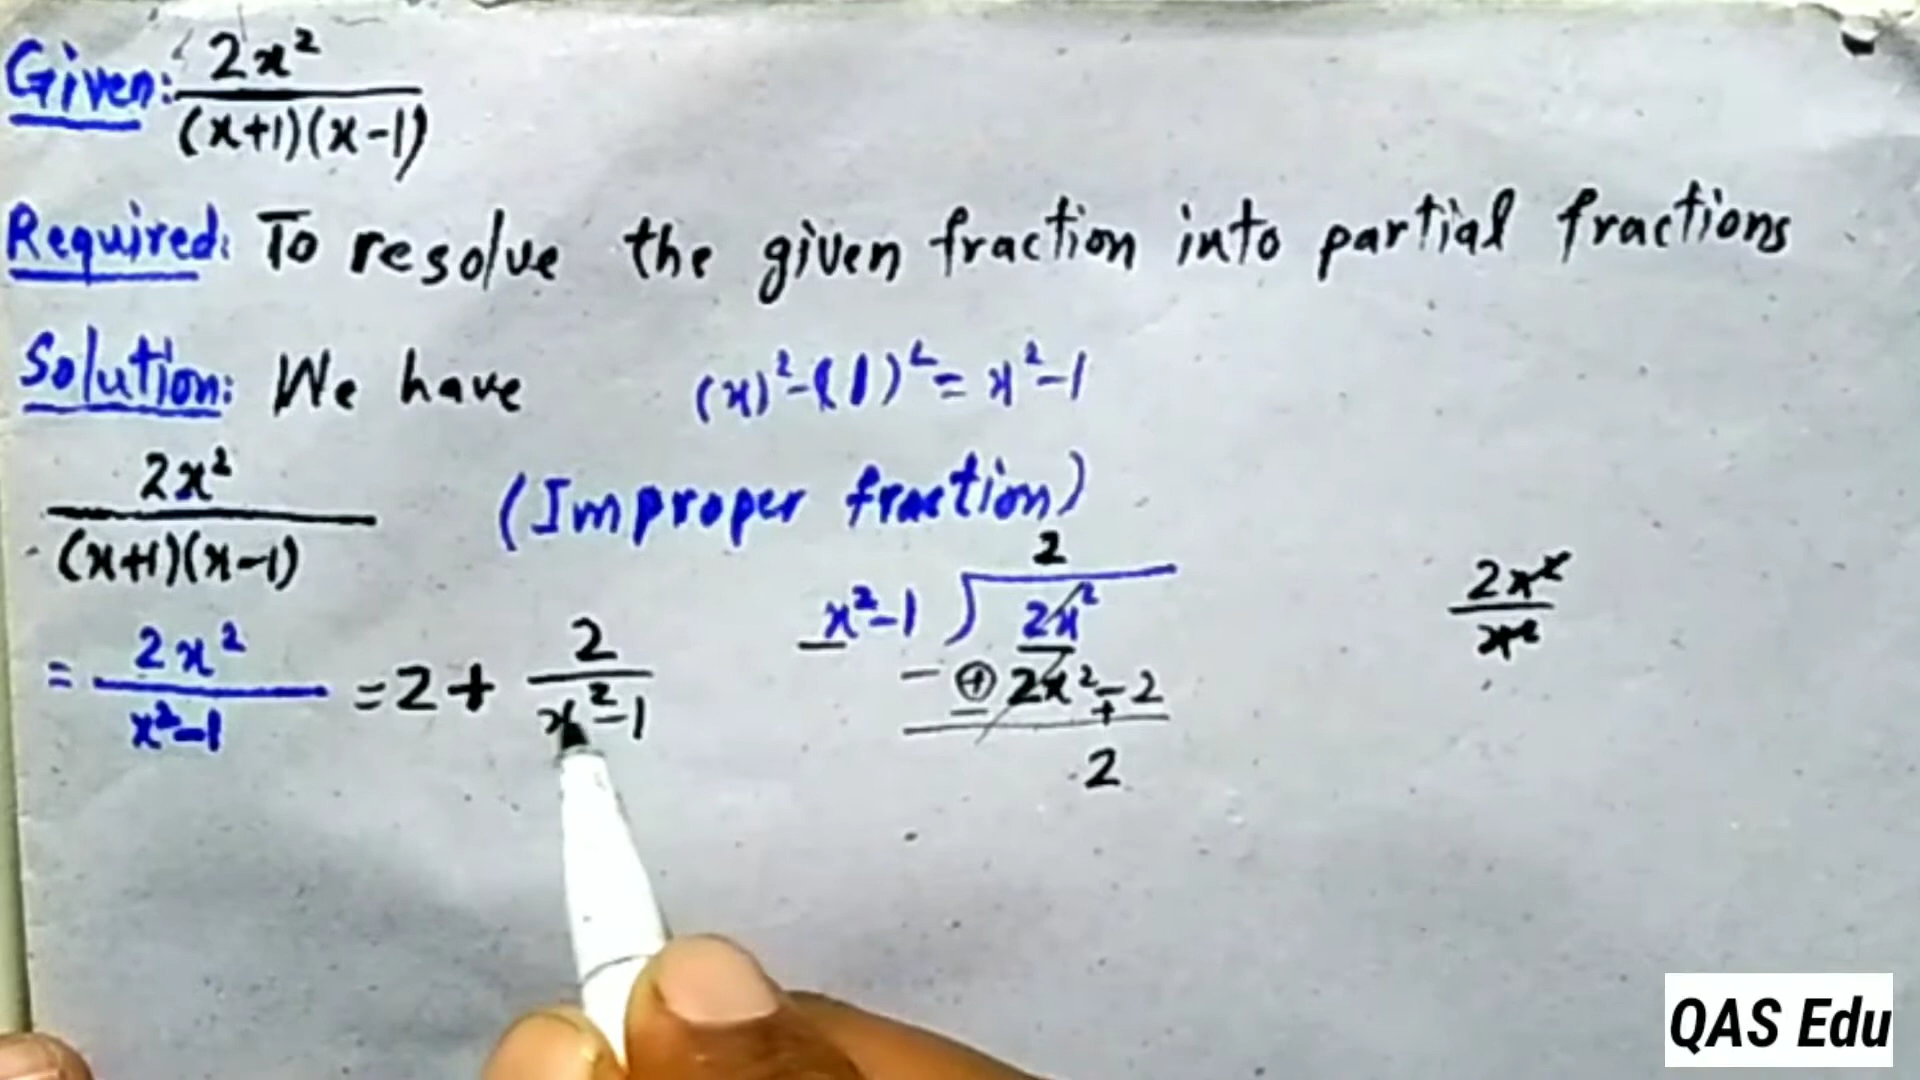 Given: 2x²
(x+1)(x-1)
Required: To resolve the given fraction into partial fractions
Solution: We have (x)²-(1)²=x²-1
2x²
(x+1)(x-1)
(Improper fraction)
2
x²-1 ) 2x²
- ⊕ 2x² - 2
+
2
2x²
x²
= 2x²
x²-1
= 2 + 2
x²-1
QAS Edu